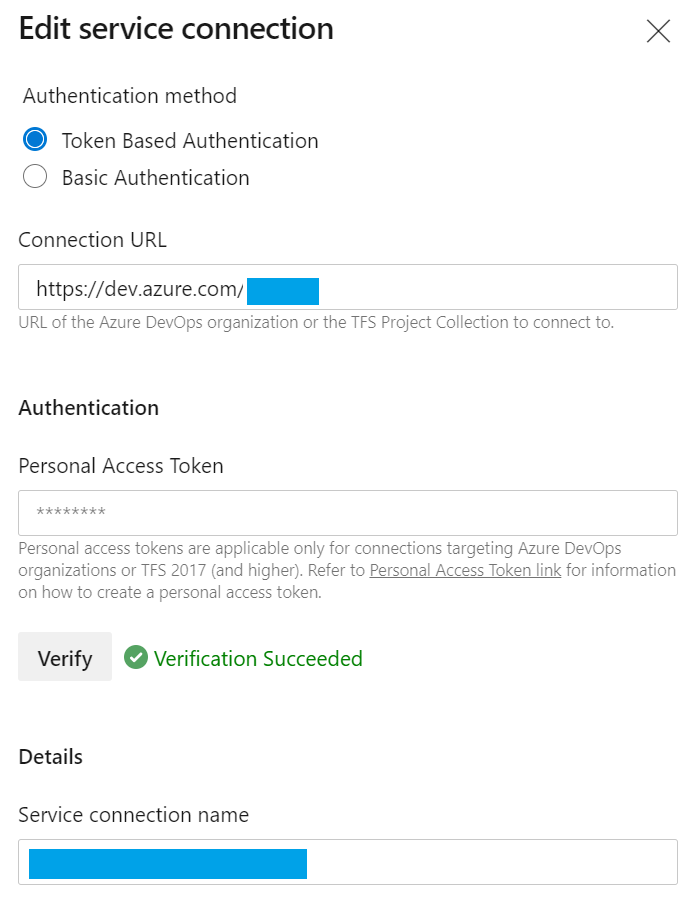 Edit service connection
Authentication method
Token Based Authentication
Basic Authentication
Connection URL
https://dev.azure.com/
URL of the Azure DevOps organization or the TFS Project Collection to connect to.
Authentication
Personal Access Token
********
Personal access tokens are applicable only for connections targeting Azure DevOps
organizations or TFS 2017 (and higher). Refer to Personal Access Token link for information
on how to create a personal access token.
Verify Verification Succeeded
Details
Service connection name